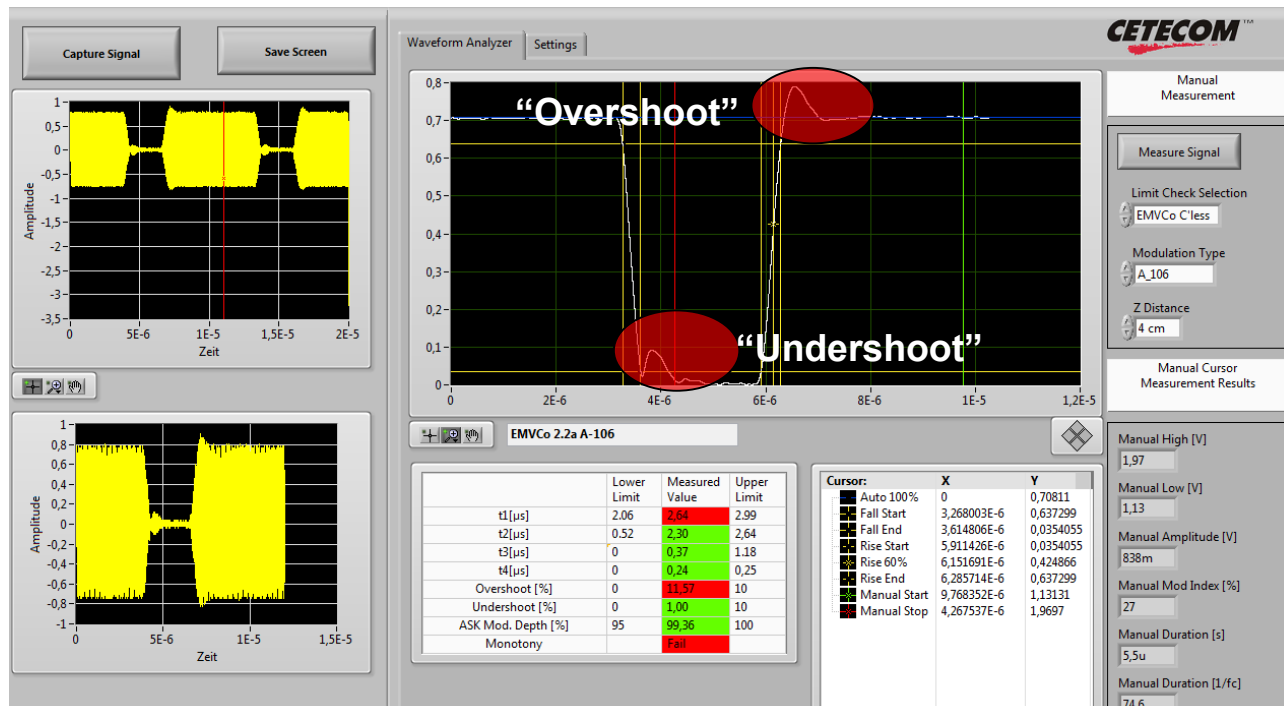 Capture Signal
Save Screen
1
0,5
0
-0,5
-1
-1,5
-2
-2,5
-3
-3,5
Amplitude
0 5E-6 1E-5 1,5E-5 2E-5
Zeit
1
0,8
0,6
0,4
0,2
0
-0,2
-0,4
-0,6
-0,8
-1
Amplitude
0 5E-6 1E-5 1,5E-5
Zeit
Waveform Analyzer Settings
CETECOM™
0,8
0,7
0,6
0,5
0,4
0,3
0,2
0,1
0
“Overshoot”
“Undershoot”
0 2E-6 4E-6 6E-6 8E-6 1E-5 1,2E-5
EMVCo 2.2a A-106
Lower Limit Measured Value Upper Limit
t1[µs] 2.06 2,64 2.99
t2[µs] 0.52 2,30 2,64
t3[µs] 0 0,37 1.18
t4[µs] 0 0,24 0,25
Overshoot [%] 0 11,57 10
Undershoot [%] 0 1,00 10
ASK Mod. Depth [%] 95 99,36 100
Monotony Fail
Cursor: X Y
Auto 100% 0 0,70811
Fall Start 3,268003E-6 0,637299
Fall End 3,614806E-6 0,0354055
Rise Start 5,911426E-6 0,0354055
Rise 60% 6,151691E-6 0,424866
Rise End 6,285714E-6 0,637299
Manual Start 9,768352E-6 1,13131
Manual Stop 4,267537E-6 1,9697
Manual
Measurement
Measure Signal
Limit Check Selection
EMVCo C'less
Modulation Type
A_106
Z Distance
4 cm
Manual Cursor
Measurement Results
Manual High [V]
1,97
Manual Low [V]
1,13
Manual Amplitude [V]
838m
Manual Mod Index [%]
27
Manual Duration [s]
5,5u
Manual Duration [1/fc]
74,6